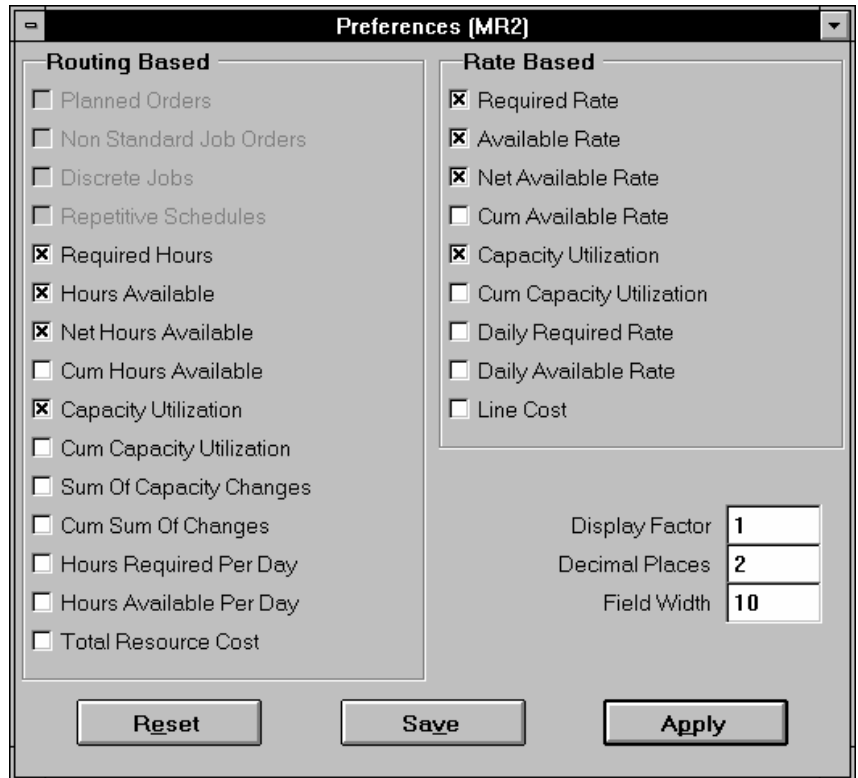 Preferences (MR2)
Routing Based
Planned Orders
Non Standard Job Orders
Discrete Jobs
Repetitive Schedules
Required Hours
Hours Available
Net Hours Available
Cum Hours Available
Capacity Utilization
Cum Capacity Utilization
Sum Of Capacity Changes
Cum Sum Of Changes
Hours Required Per Day
Hours Available Per Day
Total Resource Cost
Rate Based
Required Rate
Available Rate
Net Available Rate
Cum Available Rate
Capacity Utilization
Cum Capacity Utilization
Daily Required Rate
Daily Available Rate
Line Cost
Display Factor 1
Decimal Places 2
Field Width 10
Reset Save Apply